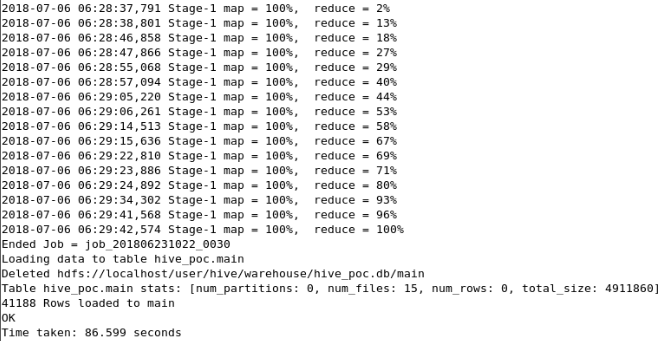 2018-07-06 06:28:37,791 Stage-1 map = 100%,  reduce = 2%
2018-07-06 06:28:38,801 Stage-1 map = 100%,  reduce = 13%
2018-07-06 06:28:46,858 Stage-1 map = 100%,  reduce = 18%
2018-07-06 06:28:47,866 Stage-1 map = 100%,  reduce = 27%
2018-07-06 06:28:55,068 Stage-1 map = 100%,  reduce = 29%
2018-07-06 06:28:57,094 Stage-1 map = 100%,  reduce = 40%
2018-07-06 06:29:05,220 Stage-1 map = 100%,  reduce = 44%
2018-07-06 06:29:06,261 Stage-1 map = 100%,  reduce = 53%
2018-07-06 06:29:14,513 Stage-1 map = 100%,  reduce = 58%
2018-07-06 06:29:15,636 Stage-1 map = 100%,  reduce = 67%
2018-07-06 06:29:22,810 Stage-1 map = 100%,  reduce = 69%
2018-07-06 06:29:23,886 Stage-1 map = 100%,  reduce = 71%
2018-07-06 06:29:24,892 Stage-1 map = 100%,  reduce = 80%
2018-07-06 06:29:34,302 Stage-1 map = 100%,  reduce = 93%
2018-07-06 06:29:41,568 Stage-1 map = 100%,  reduce = 96%
2018-07-06 06:29:42,574 Stage-1 map = 100%,  reduce = 100%
Ended Job = job_201806231022_0030
Loading data to table hive_poc.main
Deleted hdfs://localhost/user/hive/warehouse/hive_poc.db/main
Table hive_poc.main stats: [num_partitions: 0, num_files: 15, num_rows: 0, total_size: 4911860]
41188 Rows loaded to main
OK
Time taken: 86.599 seconds